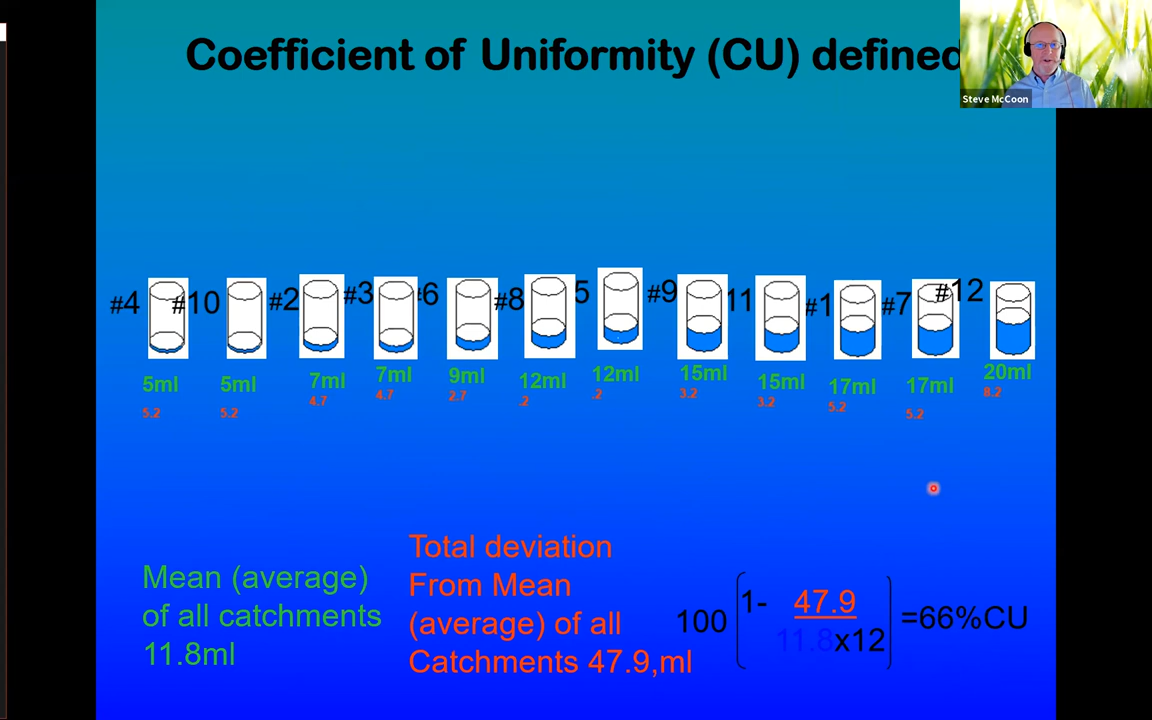 Coefficient of Uniformity (CU) defined
Steve McCoon
#4 #10 #2 #3 #6 #8 5 #9 11 #1 #7 #12
5ml 5ml 7ml 7ml 9ml 12ml 12ml 15ml 15ml 17ml 17ml 20ml
5.2 5.2 4.7 4.7 2.7 .2 .2 3.2 3.2 5.2 5.2 8.2
Mean (average)
of all catchments
11.8ml
Total deviation
From Mean
(average) of all
Catchments 47.9,ml
100 [1- 47.9
11.8x12] =66%CU